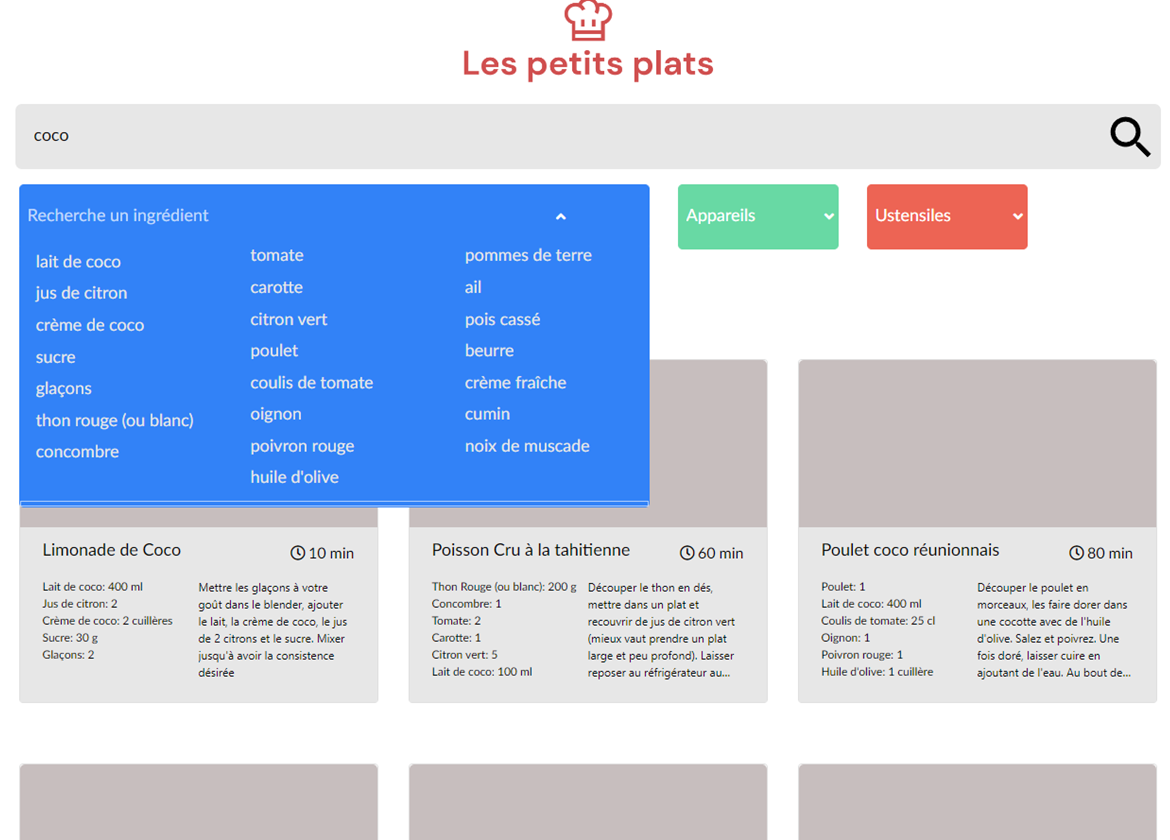 Les petits plats
coco
Recherche un ingrédient
lait de coco
jus de citron
crème de coco
sucre
glaçons
thon rouge (ou blanc)
concombre
tomate
carotte
citron vert
poulet
coulis de tomate
oignon
poivron rouge
huile d'olive
pommes de terre
ail
pois cassé
beurre
crème fraîche
cumin
noix de muscade
Appareils
Ustensiles
Limonade de Coco
10 min
Lait de coco: 400 ml
Jus de citron: 2
Crème de coco: 2 cuillères
Sucre: 30 g
Glaçons: 2
Mettre les glaçons à votre
goût dans le blender, ajouter
le lait, la crème de coco, le jus
de 2 citrons et le sucre. Mixer
jusqu'à avoir la consistence
désirée
Poisson Cru à la tahitienne
60 min
Thon Rouge (ou blanc): 200 g
Concombre: 1
Tomate: 2
Carotte: 1
Citron vert: 5
Lait de coco: 100 ml
Découper le thon en dés,
mettre dans un plat et
recouvrir de jus de citron vert
(mieux vaut prendre un plat
large et peu profond). Laisser
reposer au réfrigérateur au...
Poulet coco réunionnais
80 min
Poulet: 1
Lait de coco: 400 ml
Coulis de tomate: 25 cl
Oignon: 1
Poivron rouge: 1
Huile d'olive: 1 cuillère
Découper le poulet en
morceaux, les faire dorer dans
une cocotte avec de l'huile
d'olive. Salez et poivrez. Une
fois doré, laisser cuire en
ajoutant de l'eau. Au bout de...